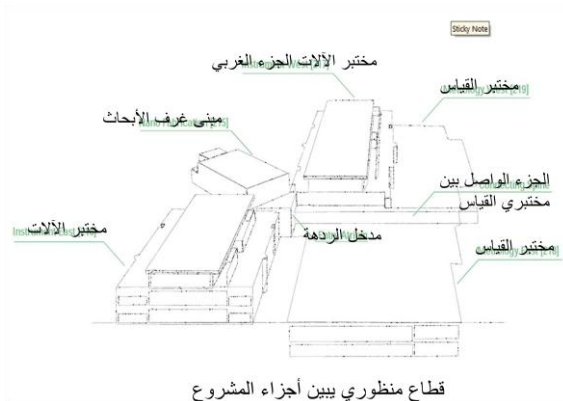 Sticky Note
مختبر الآلات الجزء الغربي
مختبر القياس
مبنى غرف الأبحاث
الجزء الواصل بين
مختبري القياس
مختبر الآلات
مدخل الردهة
مختبر القياس
قطاع منظوري يبين أجزاء المشروع